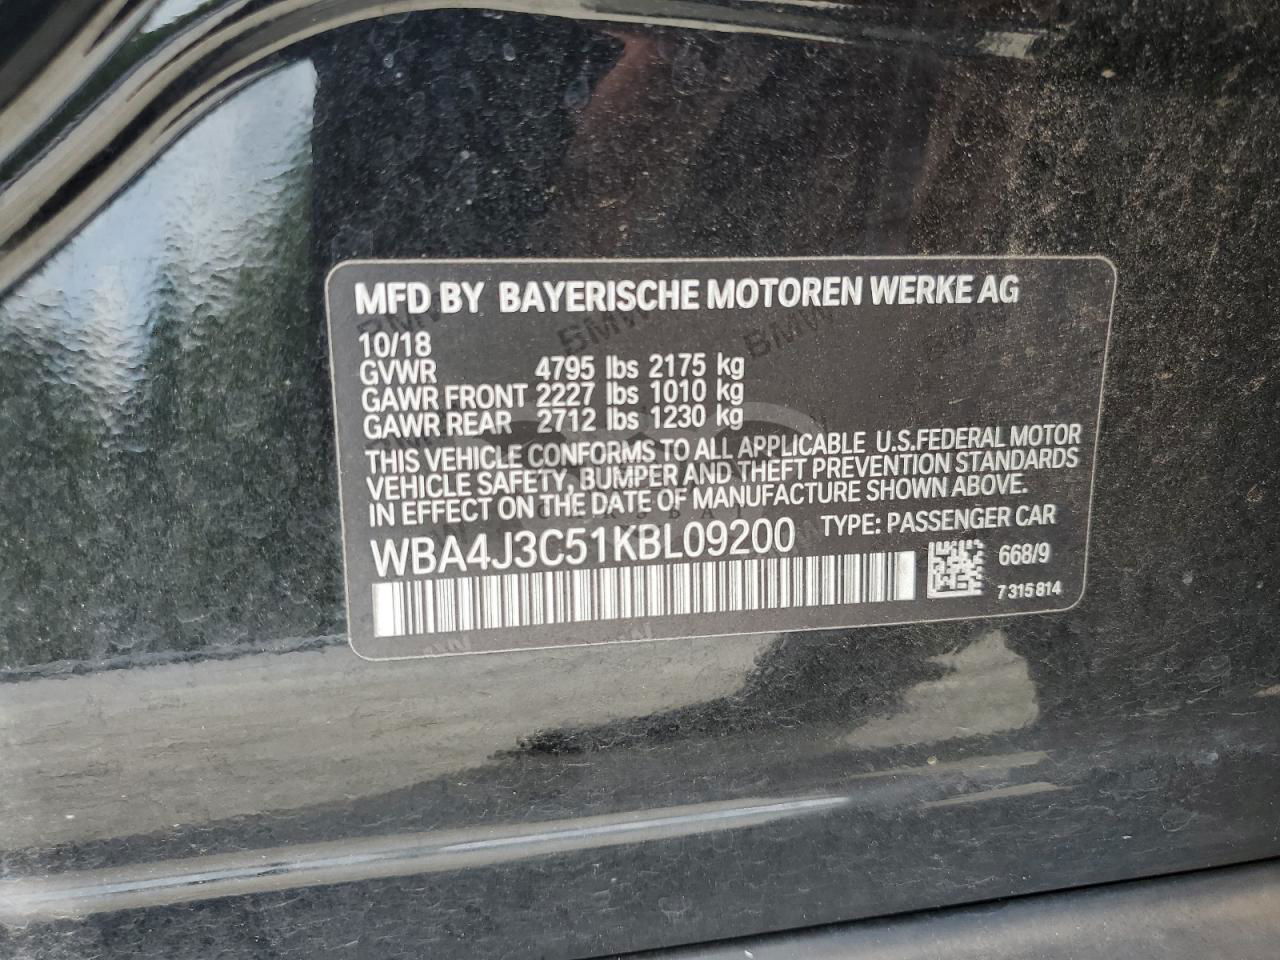 MFD BY BAYERISCHE MOTOREN WERKE AG
10/18
GVWR 4795 lbs 2175 kg
GAWR FRONT 2227 lbs 1010 kg
GAWR REAR 2712 lbs 1230 kg
THIS VEHICLE CONFORMS TO ALL APPLICABLE U.S.FEDERAL MOTOR
VEHICLE SAFETY, BUMPER AND THEFT PREVENTION STANDARDS
IN EFFECT ON THE DATE OF MANUFACTURE SHOWN ABOVE.
WBA4J3C51KBL09200 TYPE: PASSENGER CAR
668/9
7 315 814
BMW
BMW
BMW